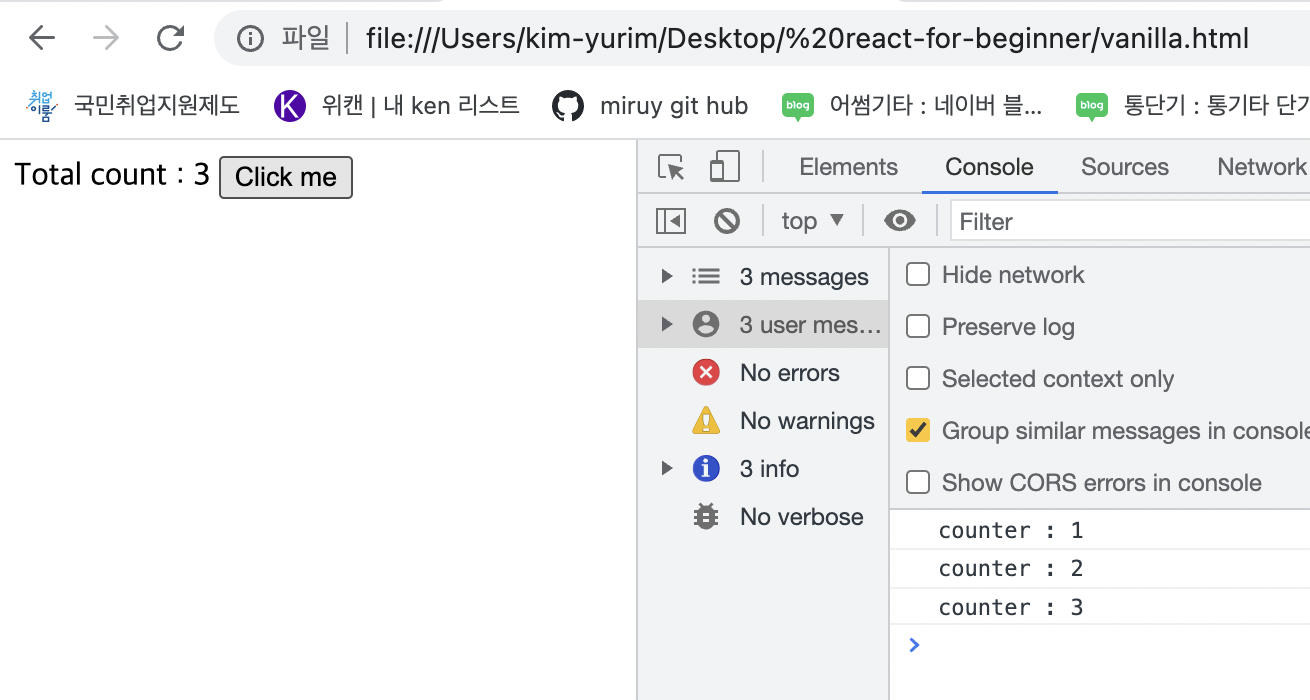 파일 file:///Users/kim-yurim/Desktop/%20react-for-beginner/vanilla.html
취업이룸 국민취업지원제도 K 위캔 | 내 ken 리스트 miruy git hub blog 어썸기타 : 네이버 블... blog 통단기 : 통기타 단기
Total count : 3 Click me
Elements Console Sources Network
top Filter
3 messages
3 user mes...
No errors
No warnings
3 info
No verbose
Hide network
Preserve log
Selected context only
Group similar messages in console
Show CORS errors in console
counter : 1
counter : 2
counter : 3